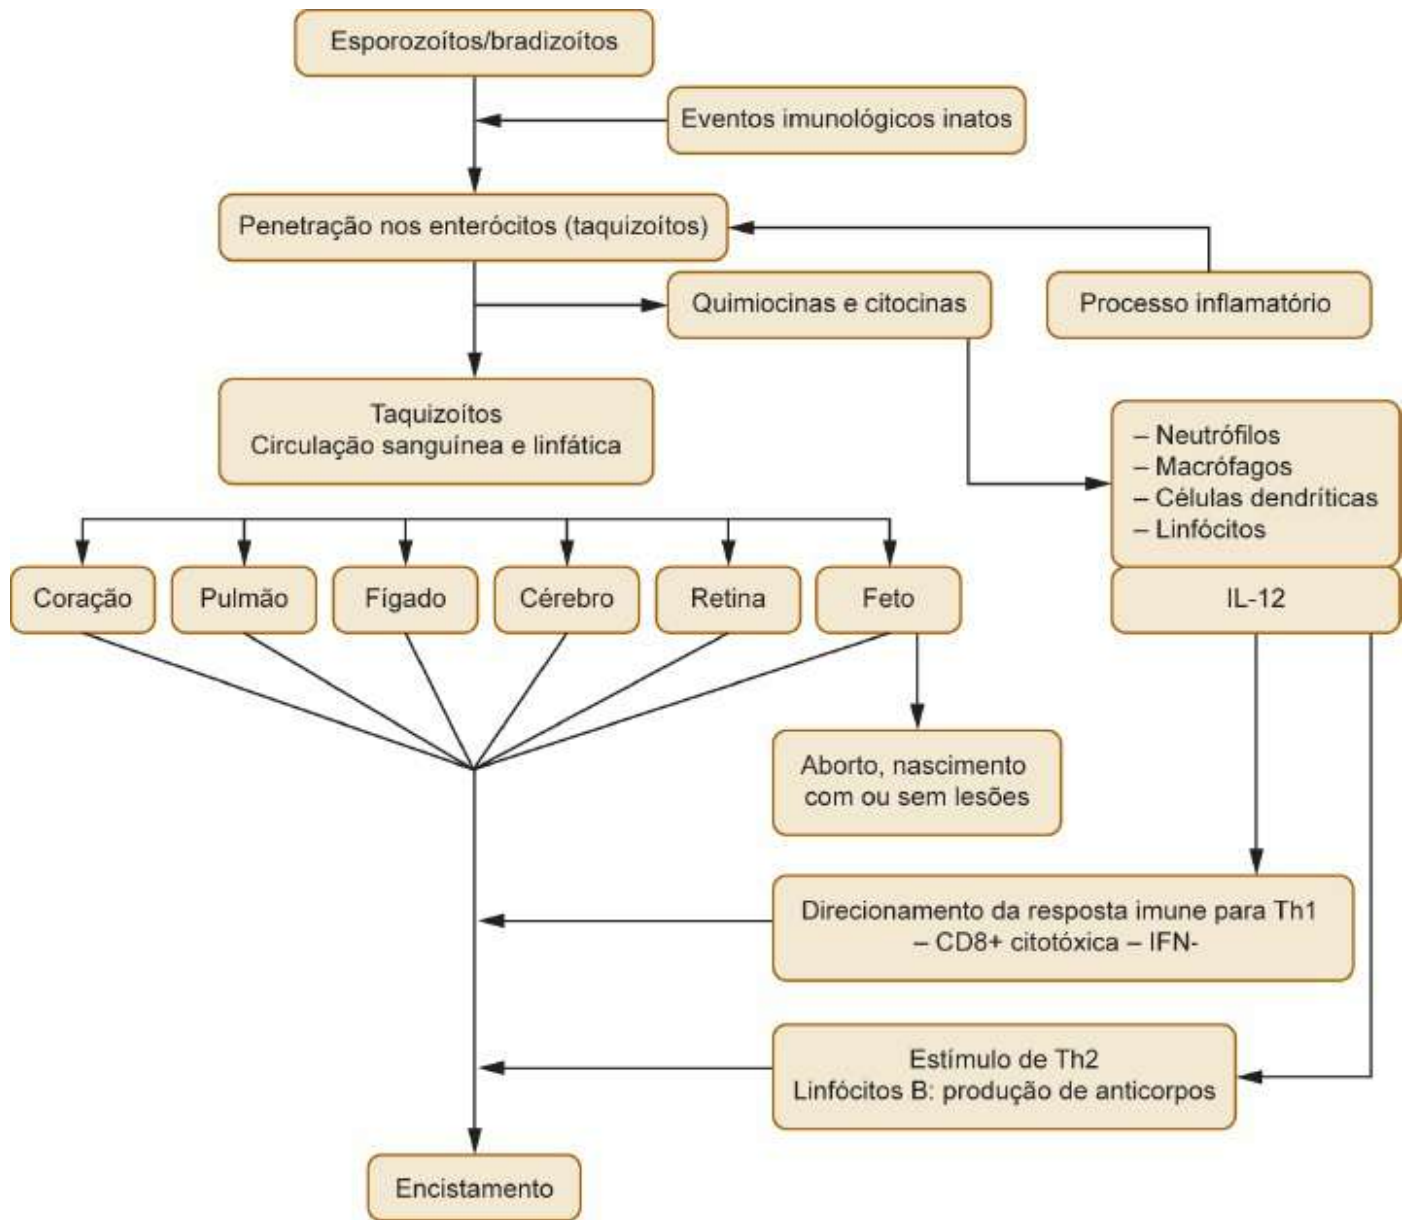 Esporozoítos/bradizoítos
Eventos imunológicos inatos
Penetração nos enterócitos (taquizoítos)
Quimiocinas e citocinas
Processo inflamatório
Taquizoítos
Circulação sanguínea e linfática
– Neutrófilos
– Macrófagos
– Células dendríticas
– Linfócitos
IL-12
Coração
Pulmão
Fígado
Cérebro
Retina
Feto
Aborto, nascimento
com ou sem lesões
Direcionamento da resposta imune para Th1
– CD8+ citotóxica – IFN-
Estímulo de Th2
Linfócitos B: produção de anticorpos
Encistamento